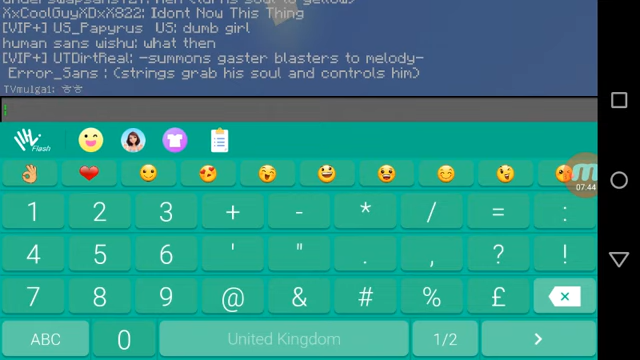 XxCoolGuyXDxX822: Idont Now This Thing
[VIP+] US_Papyrus US: dumb girl
human sans wishu: what then
[VIP+] UTDirtReal: -summons gaster blasters to melody-
Error_Sans : (strings grab his soul and controls him)
TVmulga1: ㅎㅎ
Flash
07:44
1 2 3 + - * / = :
4 5 6 ' " . , ? !
7 8 9 @ & # % £
ABC 0 United Kingdom 1/2